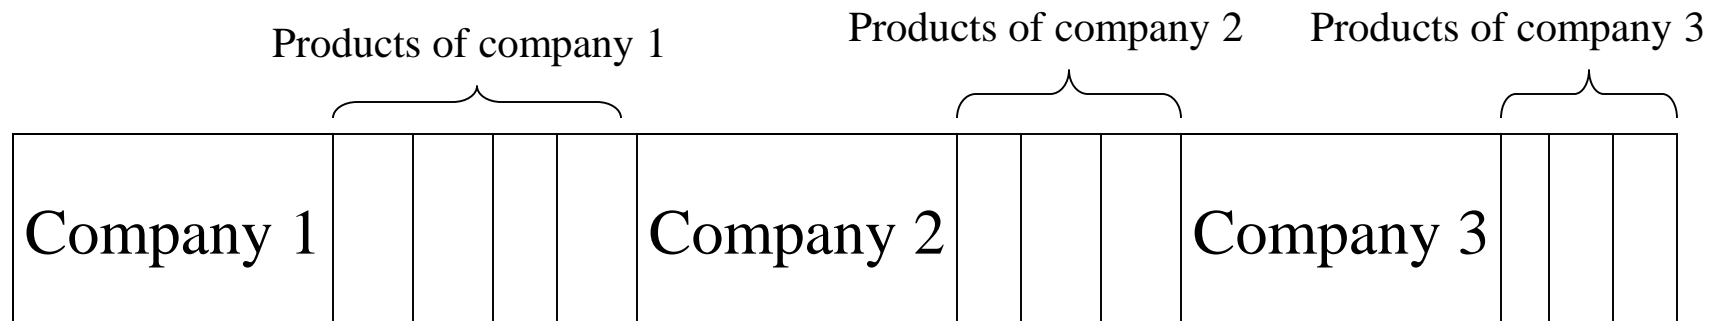 Products of company 1
Products of company 2
Products of company 3
Company 1
Company 2
Company 3